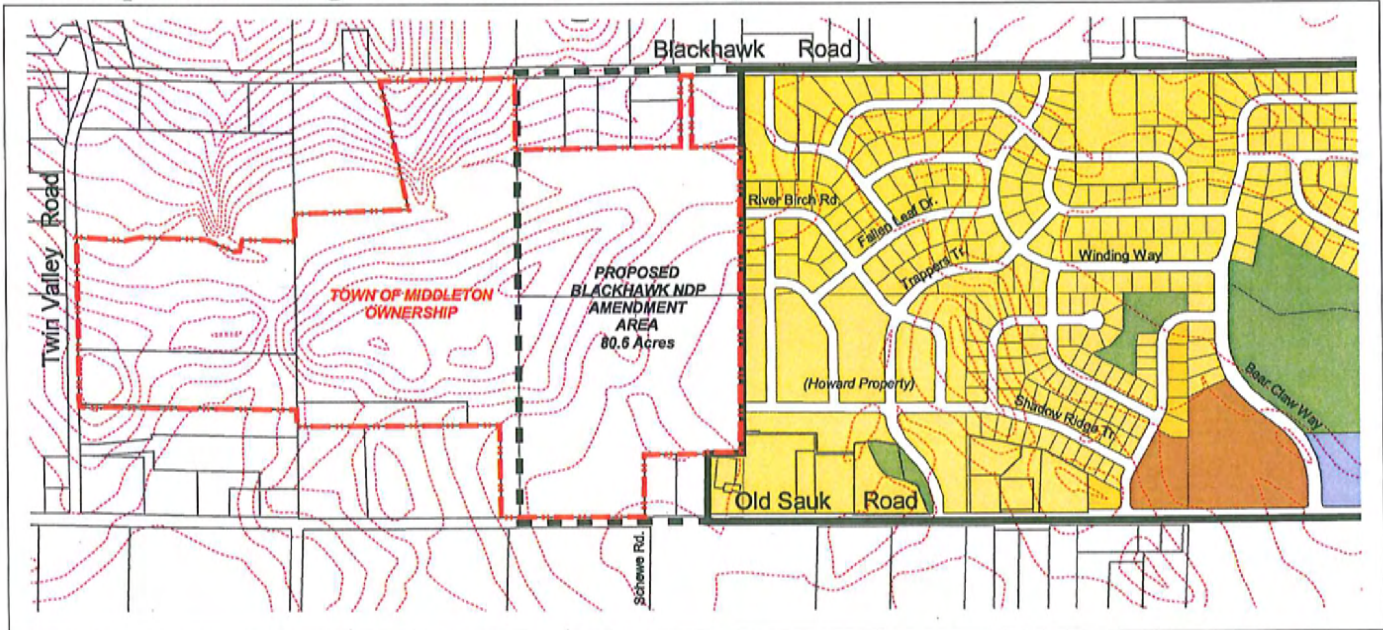 Blackhawk Road
Twin Valley Road
River Birch Rd.
Fallen Leaf Dr.
Trappers Tr.
Winding Way
PROPOSED
BLACKHAWK NDP
AMENDMENT
AREA
80.6 Acres
TOWN OF MIDDLETON
OWNERSHIP
(Howard Property)
Shadow Ridge Tr.
Bear Claw Way
Old Sauk Road
Schewe Rd.